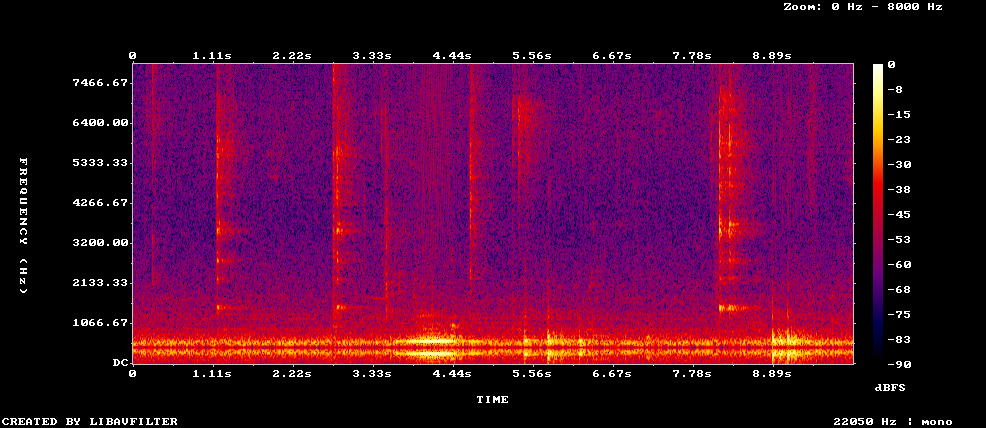 Zoom: 0 Hz - 8000 Hz
0 1.11s 2.22s 3.33s 4.44s 5.56s 6.67s 7.78s 8.89s
7466.67
6400.00
5333.33
4266.67
3200.00
2133.33
1066.67
DC
FREQUENCY (Hz)
0
-8
-15
-23
-30
-38
-45
-53
-60
-68
-75
-83
-90
dBFS
0 1.11s 2.22s 3.33s 4.44s 5.56s 6.67s 7.78s 8.89s
TIME
CREATED BY LIBAVFILTER
22050 Hz | mono